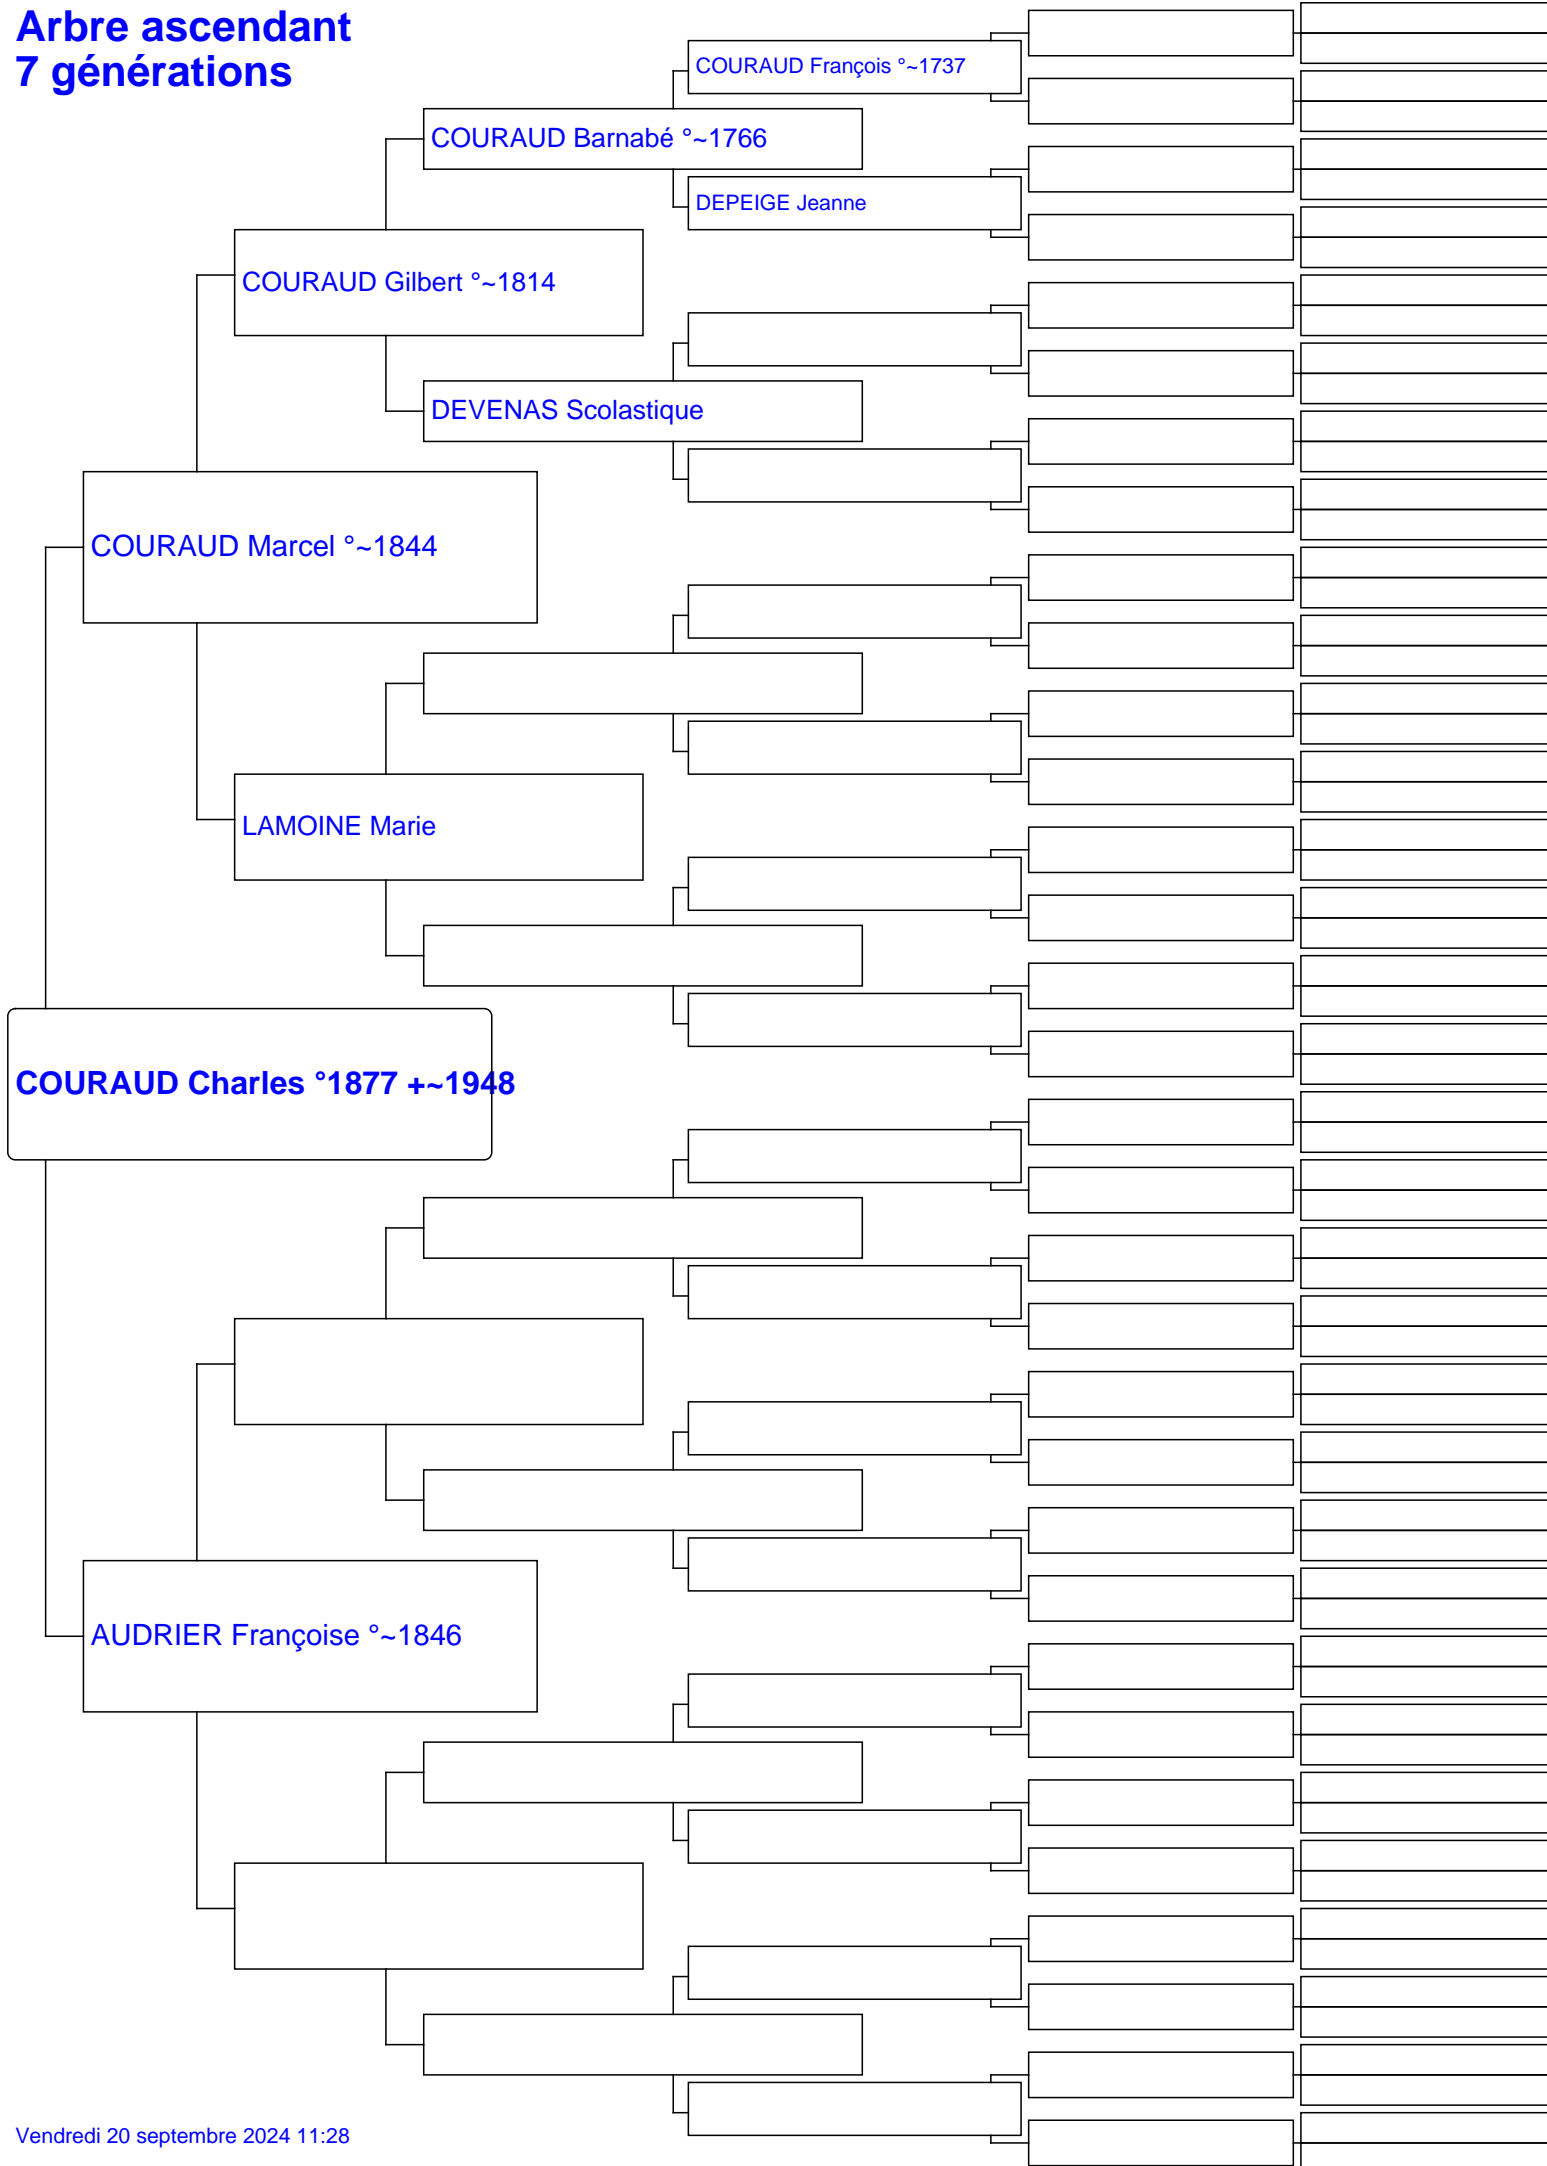 Arbre ascendant
7 générations
COURAUD François °~1737
COURAUD Barnabé °~1766
DEPEIGE Jeanne
COURAUD Gilbert °~1814
DEVENAS Scolastique
COURAUD Marcel °~1844
LAMOINE Marie
COURAUD Charles °1877 +~1948
AUDRIER Françoise °~1846
Vendredi 20 septembre 2024 11:28